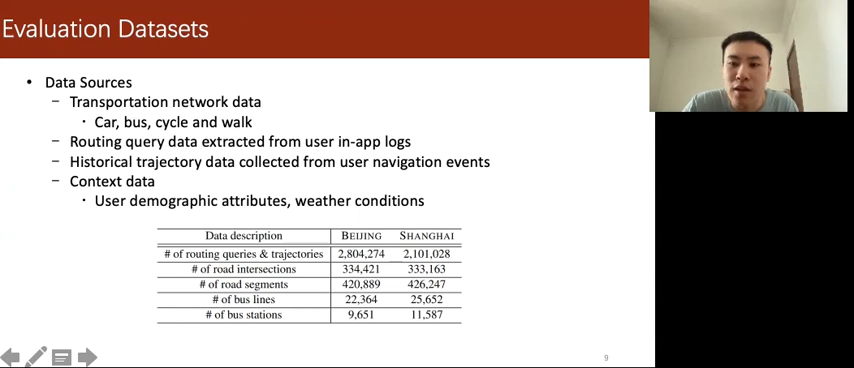 Evaluation Datasets
• Data Sources
– Transportation network data
• Car, bus, cycle and walk
– Routing query data extracted from user in-app logs
– Historical trajectory data collected from user navigation events
– Context data
• User demographic attributes, weather conditions
Data description BEIJING SHANGHAI
# of routing queries & trajectories 2,804,274 2,101,028
# of road intersections 334,421 333,163
# of road segments 420,889 426,247
# of bus lines 22,364 25,652
# of bus stations 9,651 11,587
9